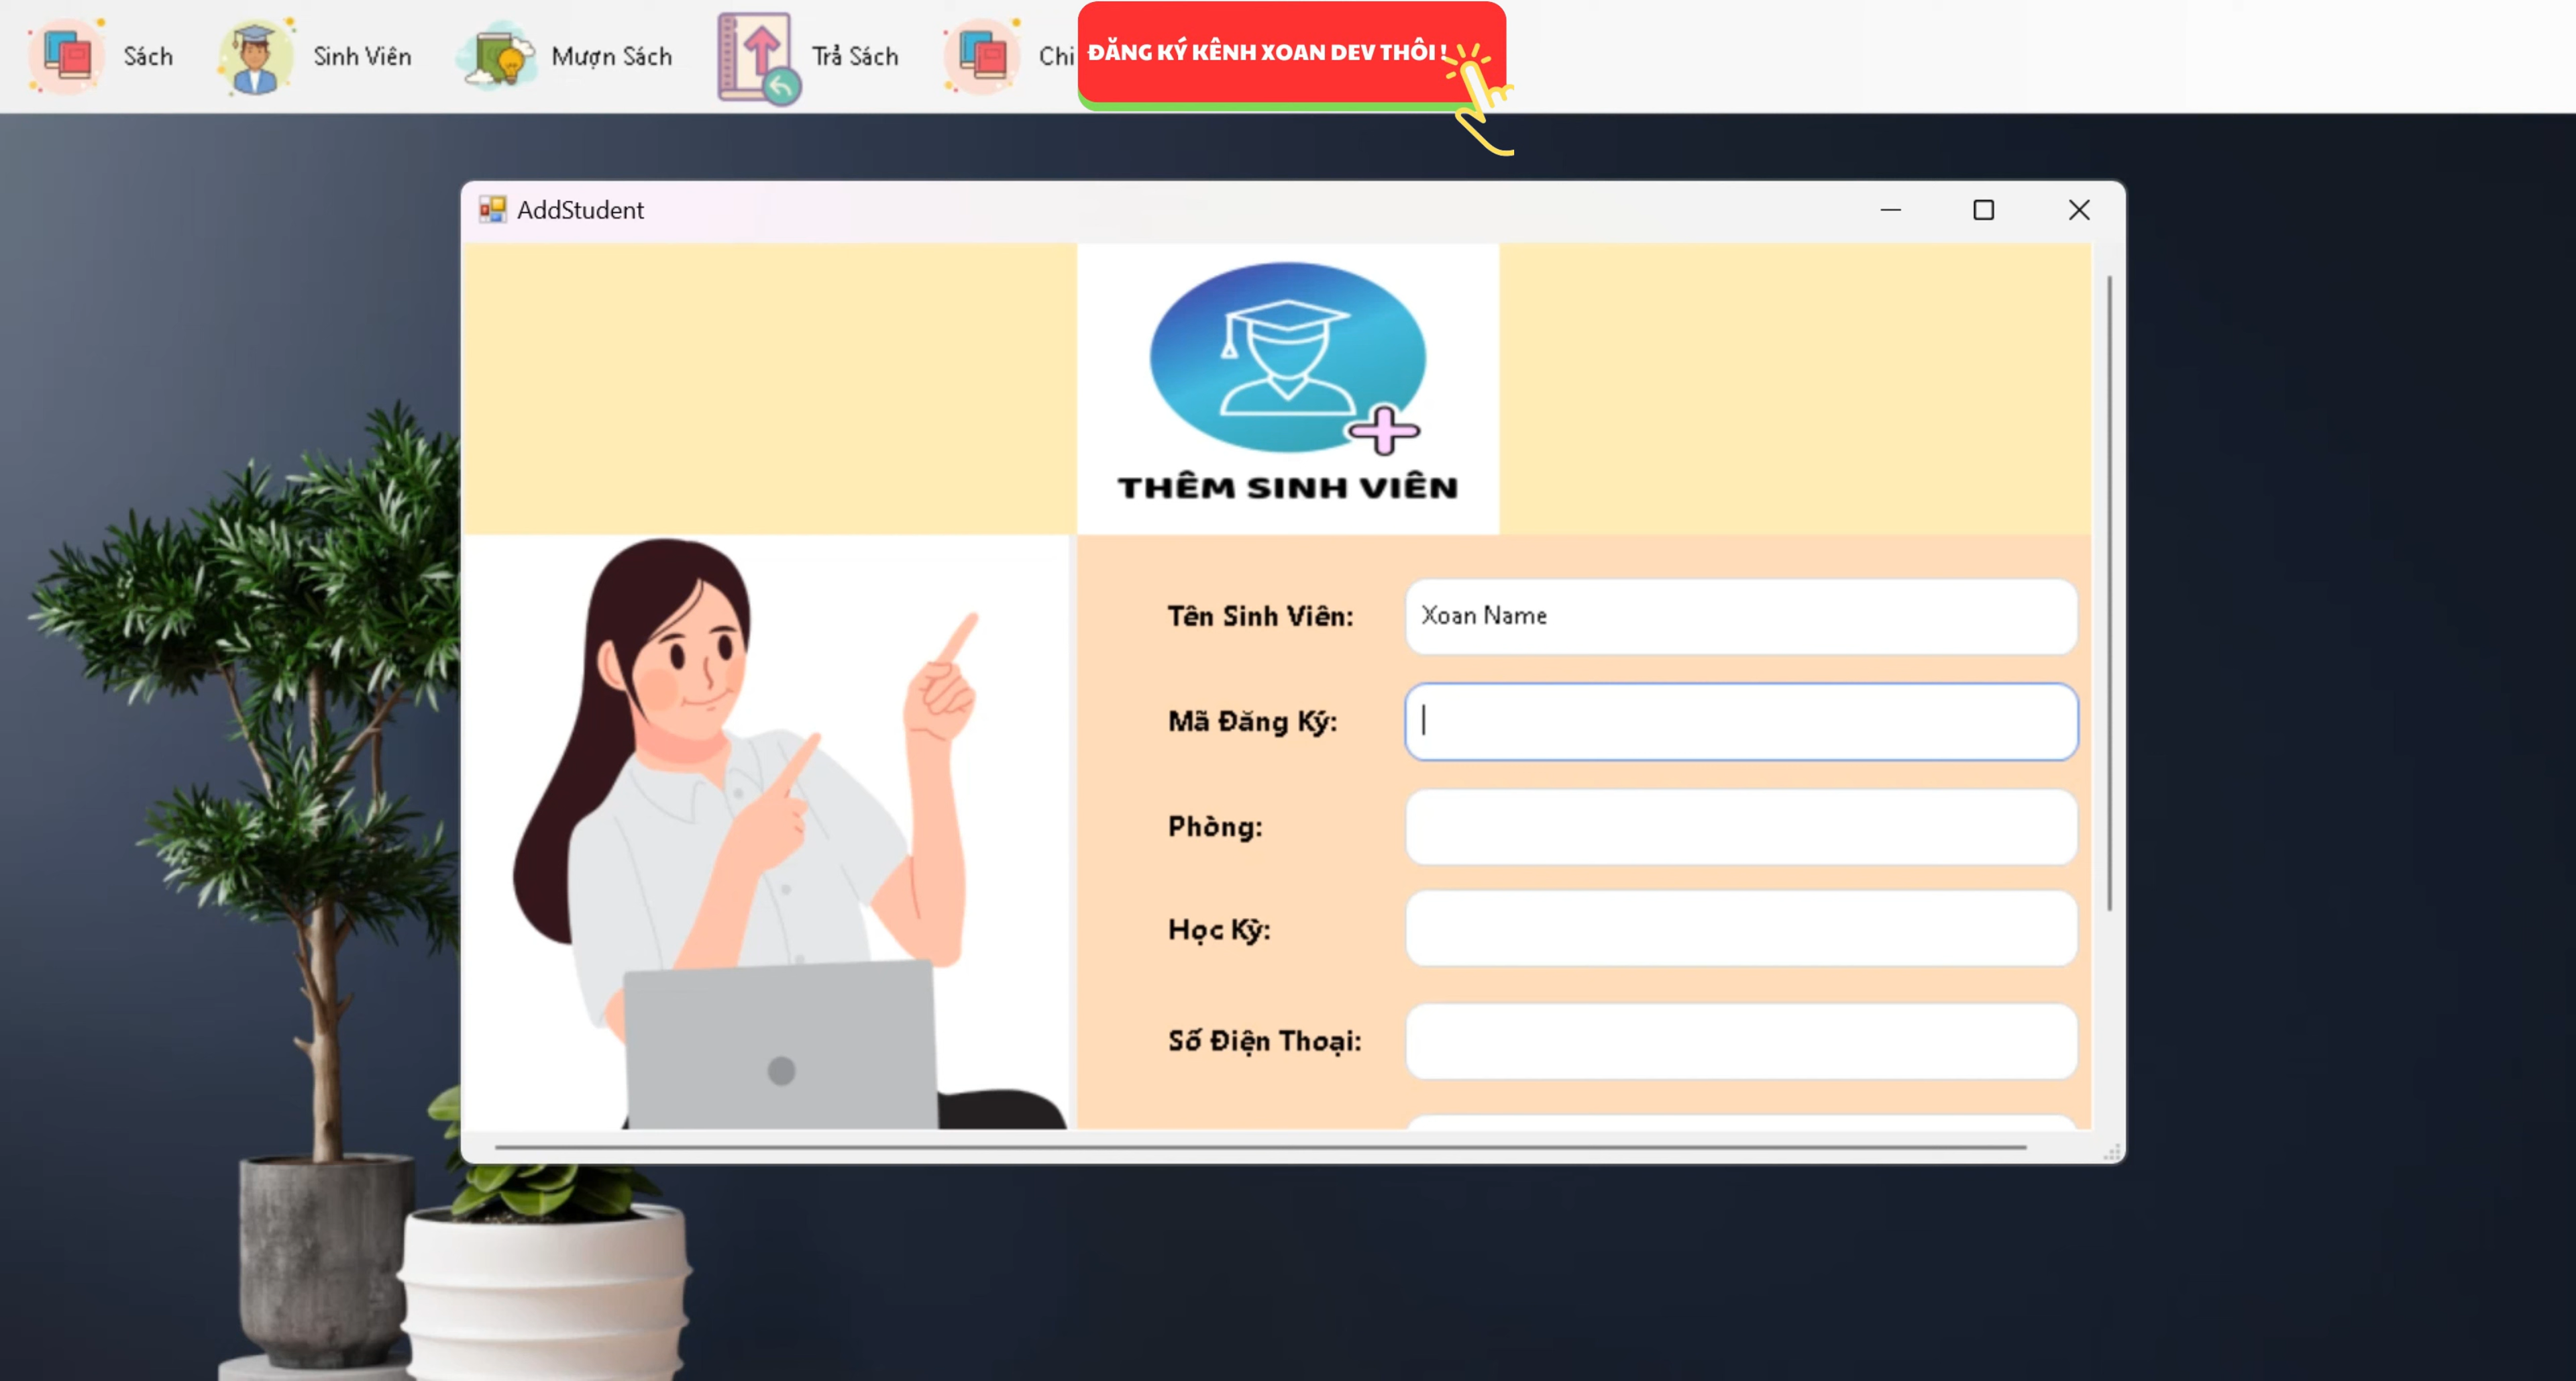 Sách
Sinh Viên
Mượn Sách
Trả Sách
Chi
ĐĂNG KÝ KÊNH XOAN DEV THÔI !
AddStudent
THÊM SINH VIÊN
Tên Sinh Viên:
Xoan Name
Mã Đăng Ký:
Phòng:
Học Kỳ:
Số Điện Thoại: